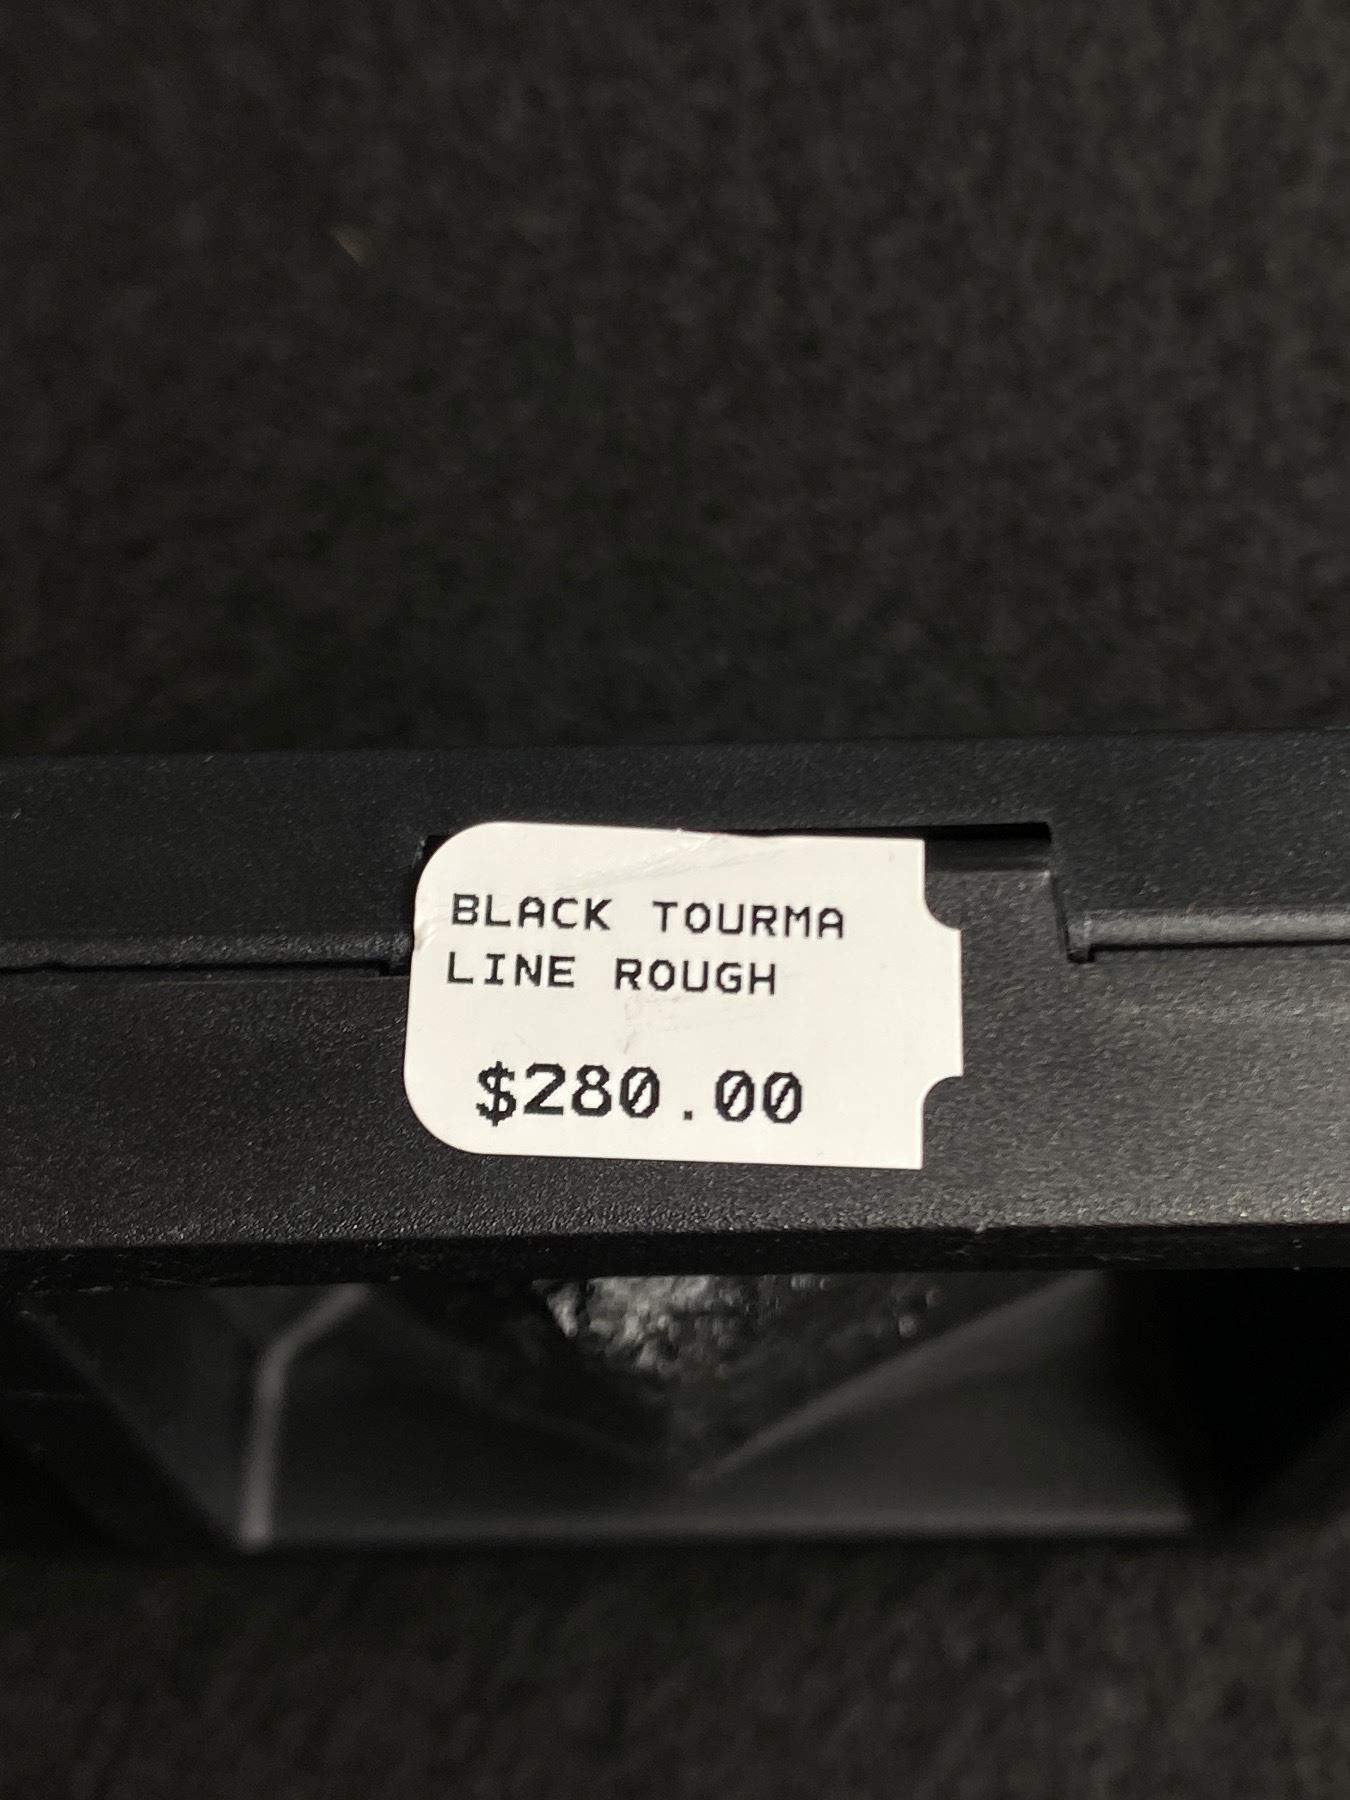 BLACK TOURMA
LINE ROUGH
$280.00